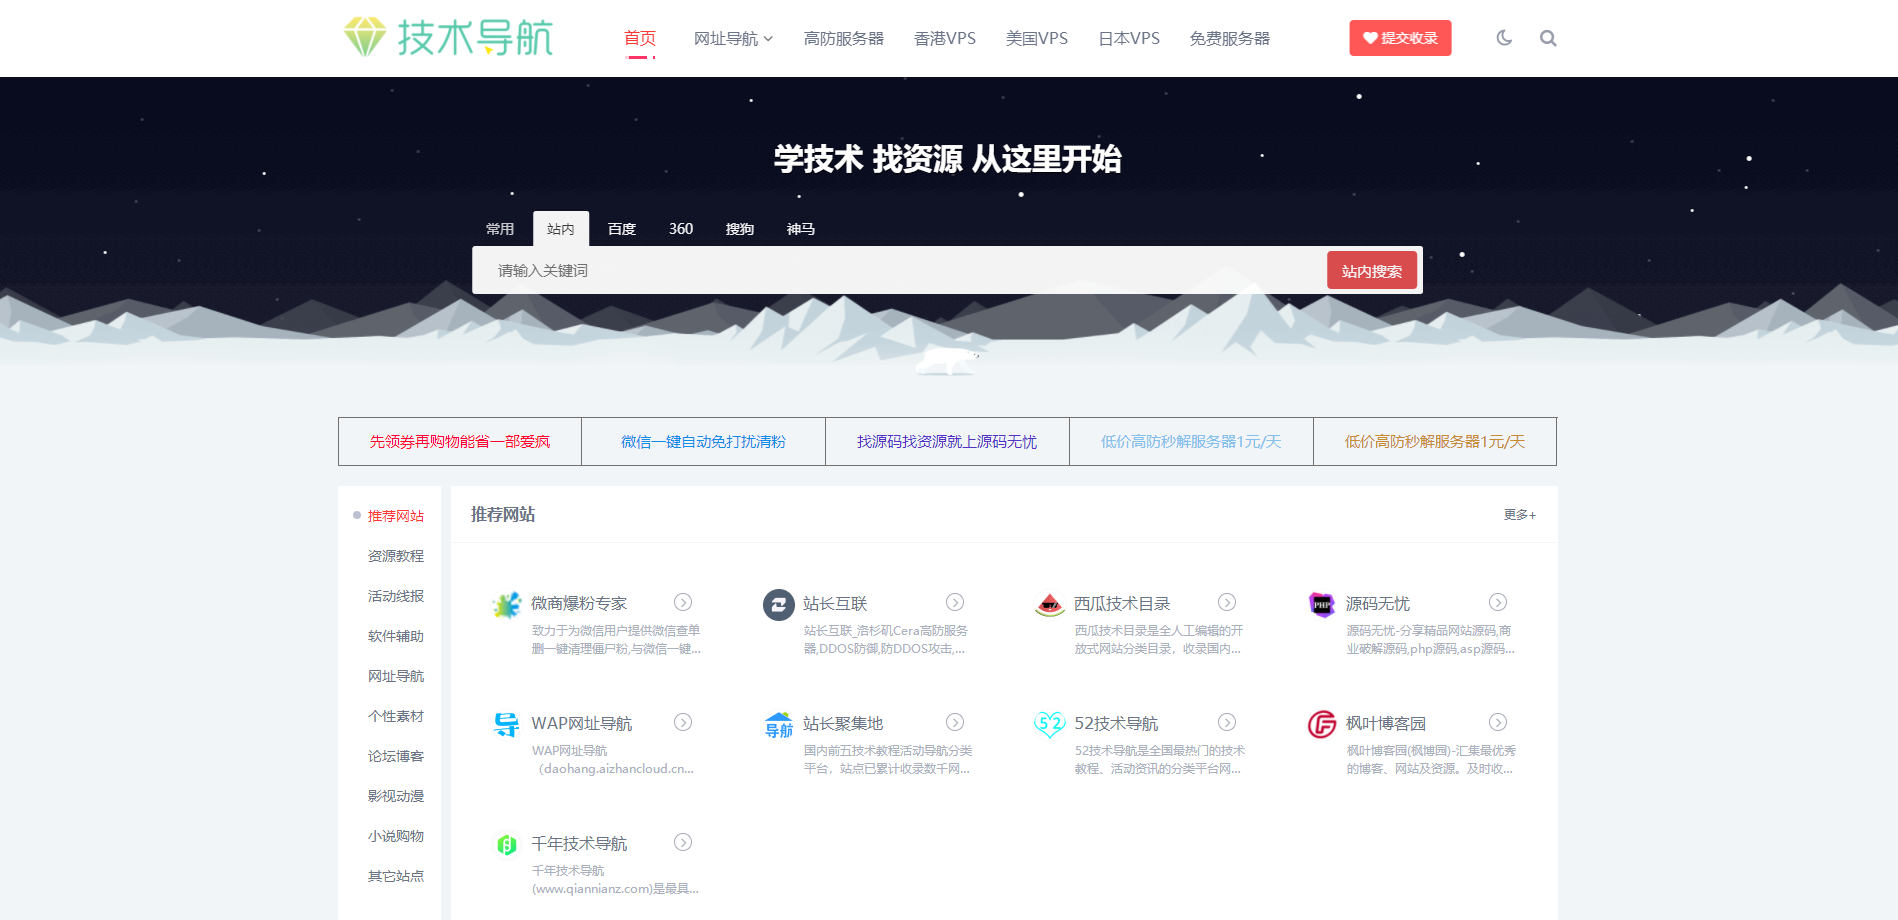 技术导航
首页 网址导航 高防服务器 香港VPS 美国VPS 日本VPS 免费服务器 提交收录
学技术 找资源 从这里开始
常用 站内 百度 360 搜狗 神马
请输入关键词 站内搜索
先领券再购物能省一部爱疯 微信一键自动免打扰清粉 找源码找资源就上源码无忧 低价高防秒解服务器1元/天 低价高防秒解服务器1元/天
推荐网站
资源教程
活动线报
软件辅助
网址导航
个性素材
论坛博客
影视动漫
小说购物
其它站点
推荐网站 更多+
微商爆粉专家
致力于为微信用户提供微信查单
删一键清理僵尸粉,与微信一键...
站长互联
站长互联_洛杉矶Cera高防服务
器,DDOS防御,防DDOS攻击,...
西瓜技术目录
西瓜技术目录是全人工编辑的开
放式网站分类目录，收录国内...
PHP
源码无忧
源码无忧-分享精品网站源码,商
业破解源码,php源码,asp源码...
导
WAP网址导航
WAP网址导航
（daohang.aizhancloud.cn...
导航
站长聚集地
国内前五技术教程活动导航分类
平台，站点已累计收录数千网...
52
52技术导航
52技术导航是全国最热门的技术
教程、活动资讯的分类平台网...
枫叶博客园
枫叶博客园(枫博园)-汇集最优秀
的博客、网站及资源。及时收...
千年技术导航
千年技术导航
(www.qiannianz.com)是最具...